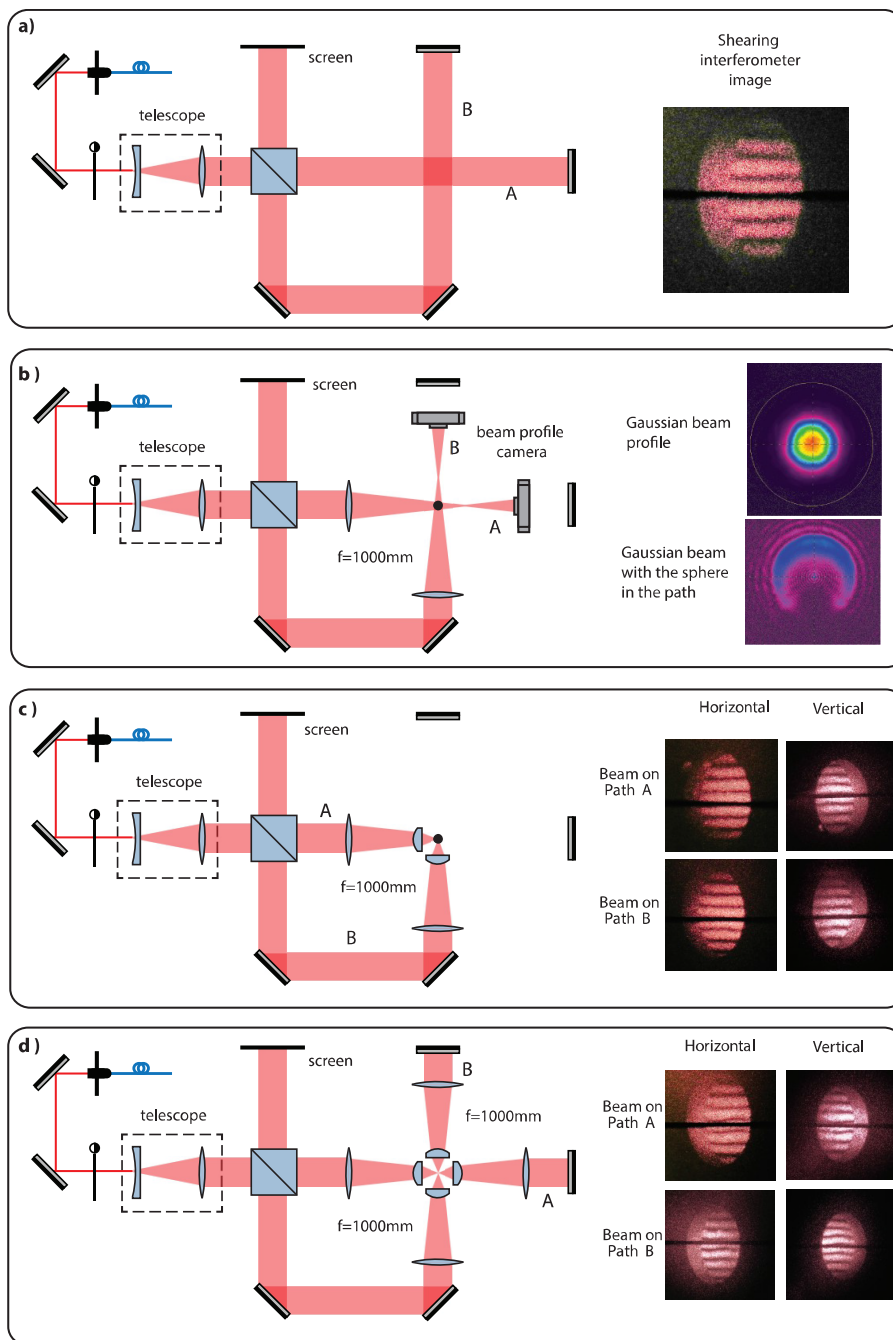 a)
screen
telescope
B
A
Shearing
interferometer
image
b )
screen
telescope
B
beam profile
camera
A
f=1000mm
Gaussian beam
profile
Gaussian beam
with the sphere
in the path
c )
screen
telescope
A
f=1000mm
B
Horizontal
Vertical
Beam on
Path A
Beam on
Path B
d )
screen
telescope
B
f=1000mm
A
f=1000mm
Horizontal
Vertical
Beam on
Path A
Beam on
Path B